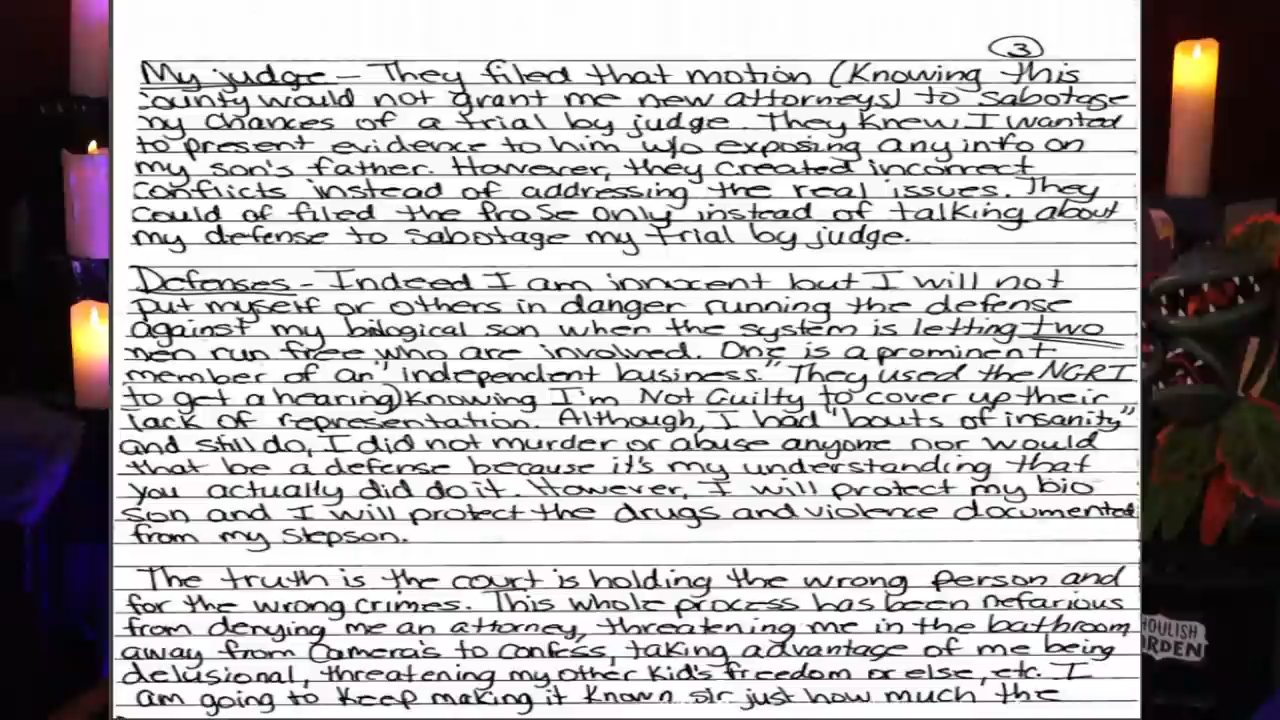 3
My judge - They filed that motion (Knowing this
county would not grant me new attorneys) to sabotage
my chances of a trial by judge. They knew I wanted
to present evidence to him w/o exposing any info on
my son's father. However, they created incorrect
conflicts instead of addressing the real issues. They
could of filed the Pro Se only instead of talking about
my defense to sabotage my trial by judge.
Defenses - Indeed I am innocent but I will not
put myself or others in danger running the defense
against my biological son when the system is letting two
men run free who are involved. One is a prominent
member of an "independent business." They used the NGRI
to get a hearing) Knowing I'm Not Guilty to cover up their
lack of representation. Although, I had "bouts of insanity"
and still do, I did not murder or abuse anyone nor would
that be a defense because it's my understanding that
you actually did do it. However, I will protect my bio
son and I will protect the drugs and violence documented
from my stepson.
The truth is the court is holding the wrong person and
for the wrong crimes. This whole process has been nefarious
from denying me an attorney, threatening me in the bathroom
away from camera's to confess, taking advantage of me being
delusional, threatening my other kid's freedom or else, etc. I
am going to keep making it known sir just how much the